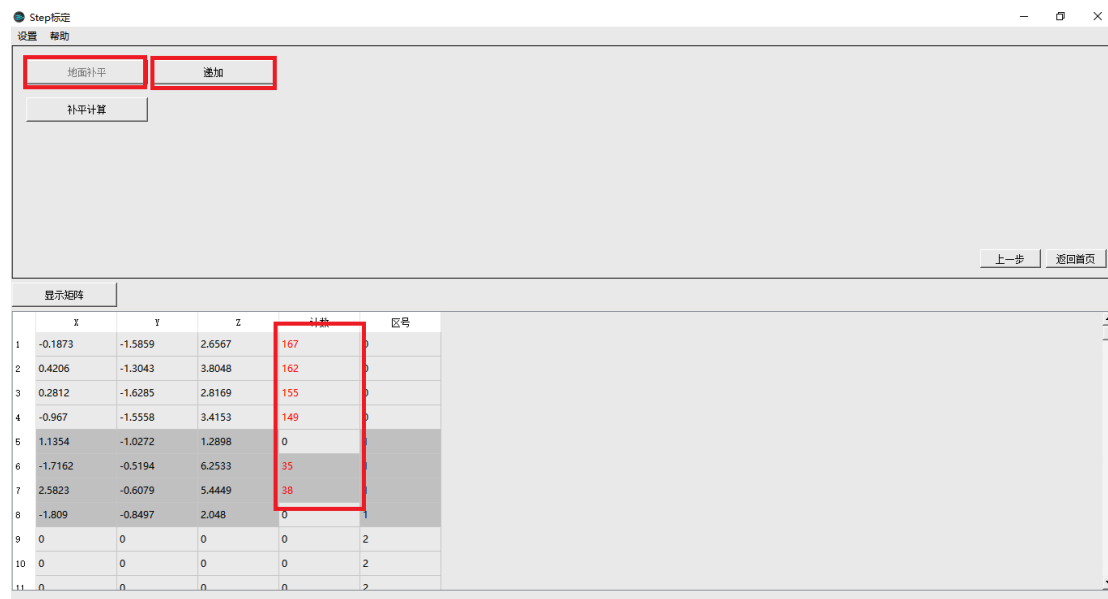 Step标定
设置 帮助
地面补平 递加
补平计算
上一步 返回首页
显示矩阵
X Y Z 计数 区号
1 -0.1873 -1.5859 2.6567 167 0
2 0.4206 -1.3043 3.8048 162 0
3 0.2812 -1.6285 2.8169 155 0
4 -0.967 -1.5558 3.4153 149 0
5 1.1354 -1.0272 1.2898 0 1
6 -1.7162 -0.5194 6.2533 35 1
7 2.5823 -0.6079 5.4449 38 1
8 -1.809 -0.8497 2.048 0 1
9 0 0 0 0 2
10 0 0 0 0 2
11 0 0 0 0 2